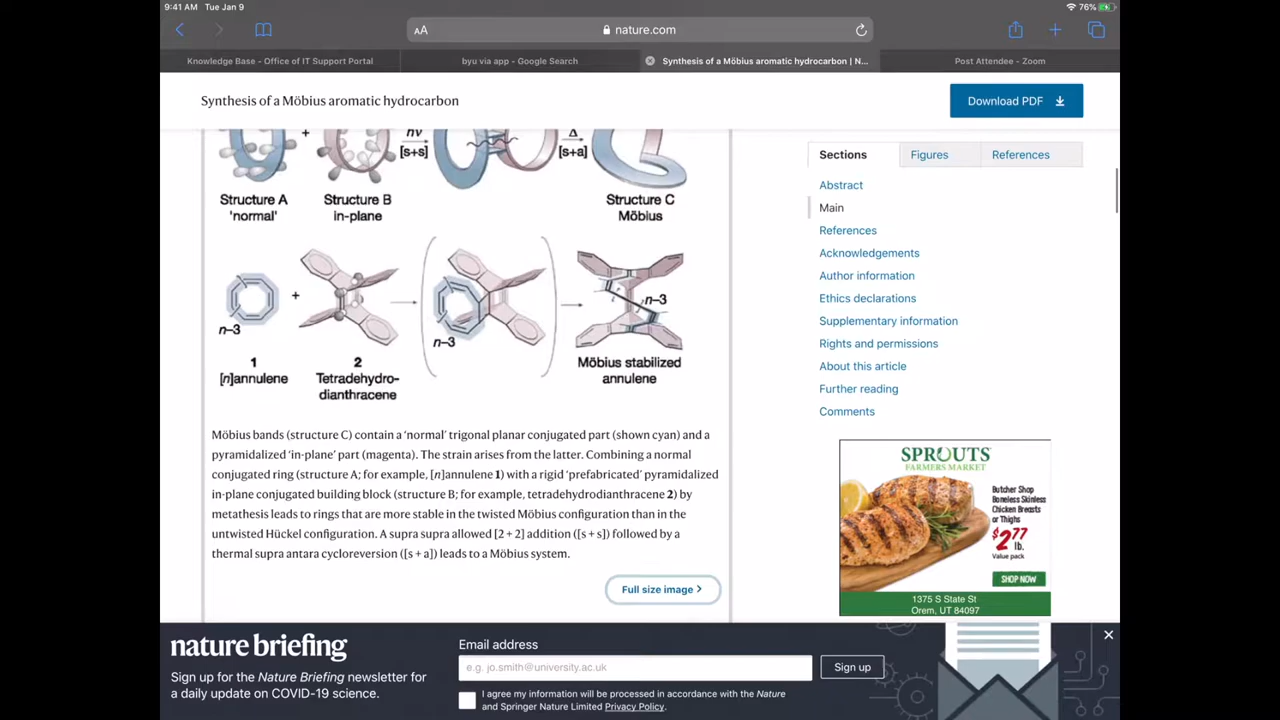 9:41 AM Tue Jan 9
76%
AA
nature.com
Knowledge Base - Office of IT Support Portal
byu via app - Google Search
Synthesis of a Möbius aromatic hydrocarbon | N...
Post Attendee - Zoom
Synthesis of a Möbius aromatic hydrocarbon
Download PDF
+ hν [s+s] Δ [s+a]
Structure A
'normal'
Structure B
in-plane
Structure C
Möbius
n–3
+
n–3
n–3
1
[n]annulene
2
Tetradehydro-
dianthracene
Möbius stabilized
annulene
Möbius bands (structure C) contain a 'normal' trigonal planar conjugated part (shown cyan) and a
pyramidalized 'in-plane' part (magenta). The strain arises from the latter. Combining a normal
conjugated ring (structure A; for example, [n]annulene 1) with a rigid 'prefabricated' pyramidalized
in-plane conjugated building block (structure B; for example, tetradehydrodianthracene 2) by
metathesis leads to rings that are more stable in the twisted Möbius configuration than in the
untwisted Hückel configuration. A supra supra allowed [2 + 2] addition ([s + s]) followed by a
thermal supra antara cycloreversion ([s + a]) leads to a Möbius system.
Full size image >
Sections
Figures
References
Abstract
Main
References
Acknowledgements
Author information
Ethics declarations
Supplementary information
Rights and permissions
About this article
Further reading
Comments
SPROUTS
FARMERS MARKET
Butcher Shop
Boneless Skinless
Chicken Breasts
or Thighs
$2.77
lb.
Value pack
SHOP NOW
1375 S State St
Orem, UT 84097
nature briefing
Sign up for the Nature Briefing newsletter for
a daily update on COVID-19 science.
Email address
e.g. jo.smith@university.ac.uk
Sign up
I agree my information will be processed in accordance with the Nature
and Springer Nature Limited Privacy Policy.